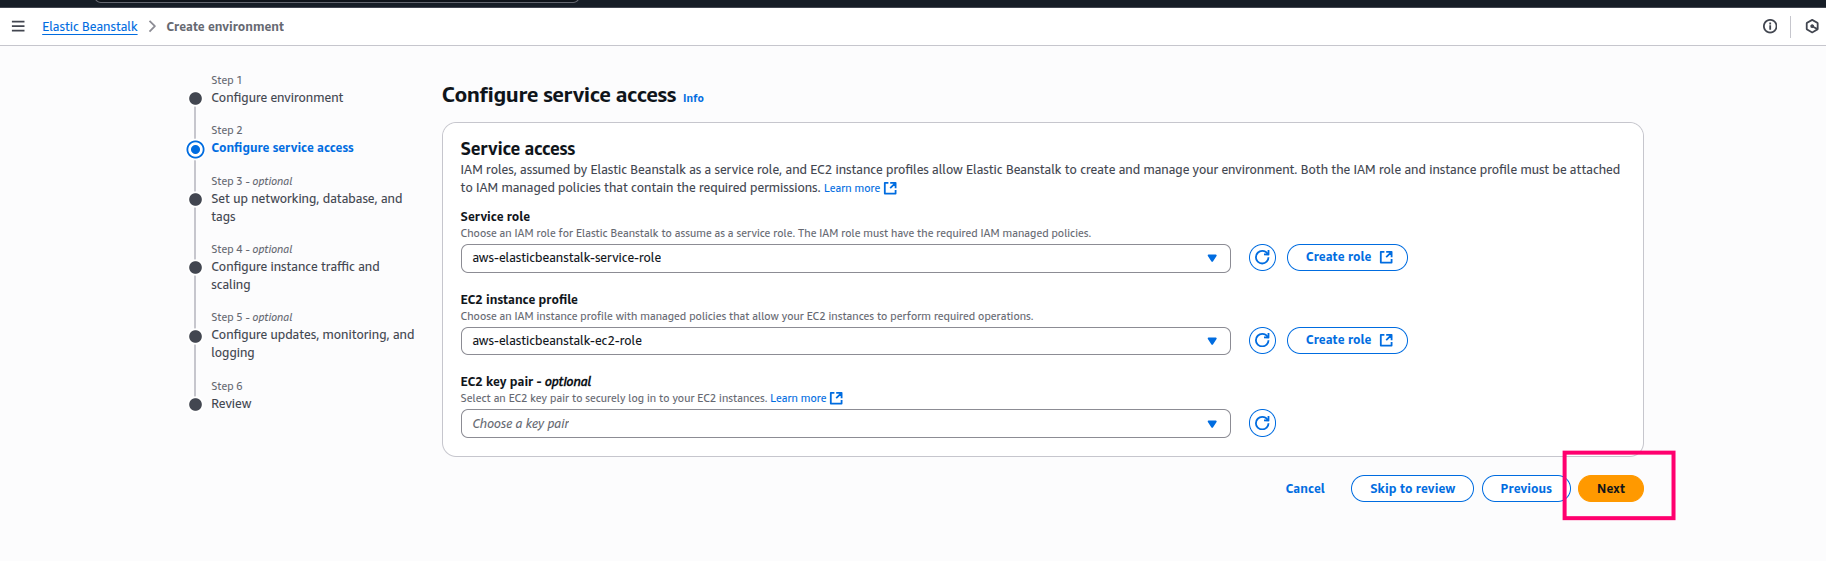 Elastic Beanstalk > Create environment
Step 1
Configure environment
Step 2
Configure service access
Step 3 - optional
Set up networking, database, and
tags
Step 4 - optional
Configure instance traffic and
scaling
Step 5 - optional
Configure updates, monitoring, and
logging
Step 6
Review
Configure service access Info
Service access
IAM roles, assumed by Elastic Beanstalk as a service role, and EC2 instance profiles allow Elastic Beanstalk to create and manage your environment. Both the IAM role and instance profile must be attached
to IAM managed policies that contain the required permissions. Learn more
Service role
Choose an IAM role for Elastic Beanstalk to assume as a service role. The IAM role must have the required IAM managed policies.
aws-elasticbeanstalk-service-role
Create role
EC2 instance profile
Choose an IAM instance profile with managed policies that allow your EC2 instances to perform required operations.
aws-elasticbeanstalk-ec2-role
Create role
EC2 key pair - optional
Select an EC2 key pair to securely log in to your EC2 instances. Learn more
Choose a key pair
Cancel Skip to review Previous Next